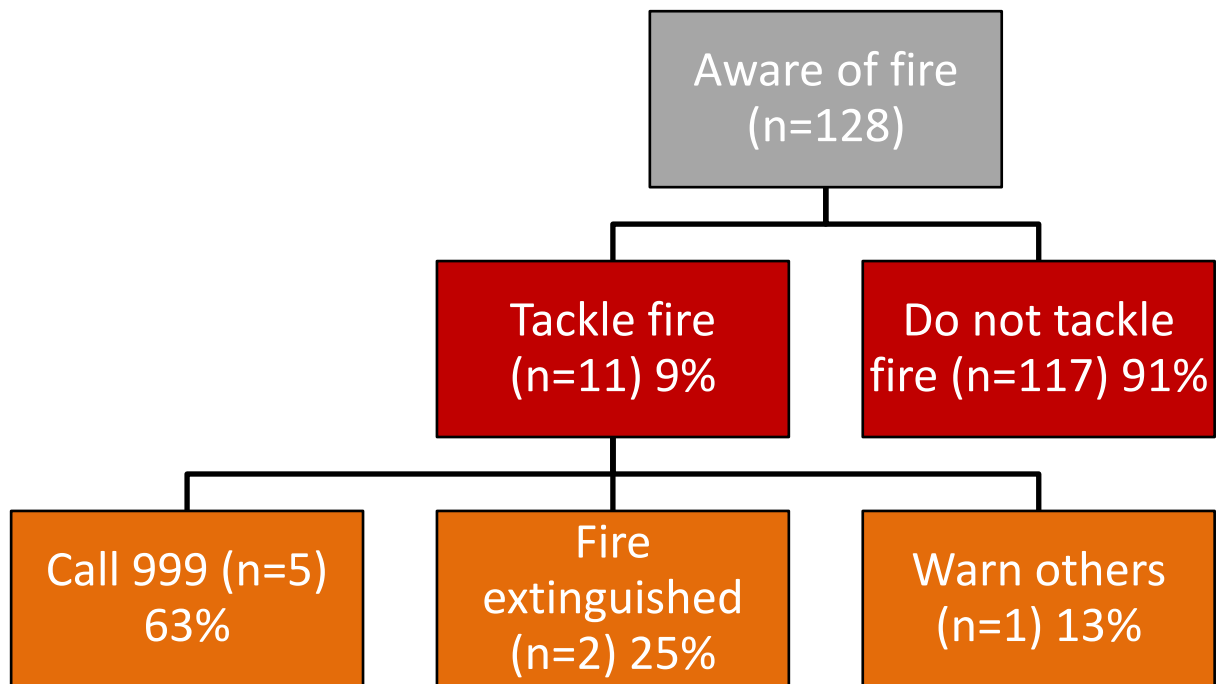 Aware of fire
(n=128)
Tackle fire
(n=11) 9%
Do not tackle
fire (n=117) 91%
Call 999 (n=5)
63%
Fire
extinguished
(n=2) 25%
Warn others
(n=1) 13%